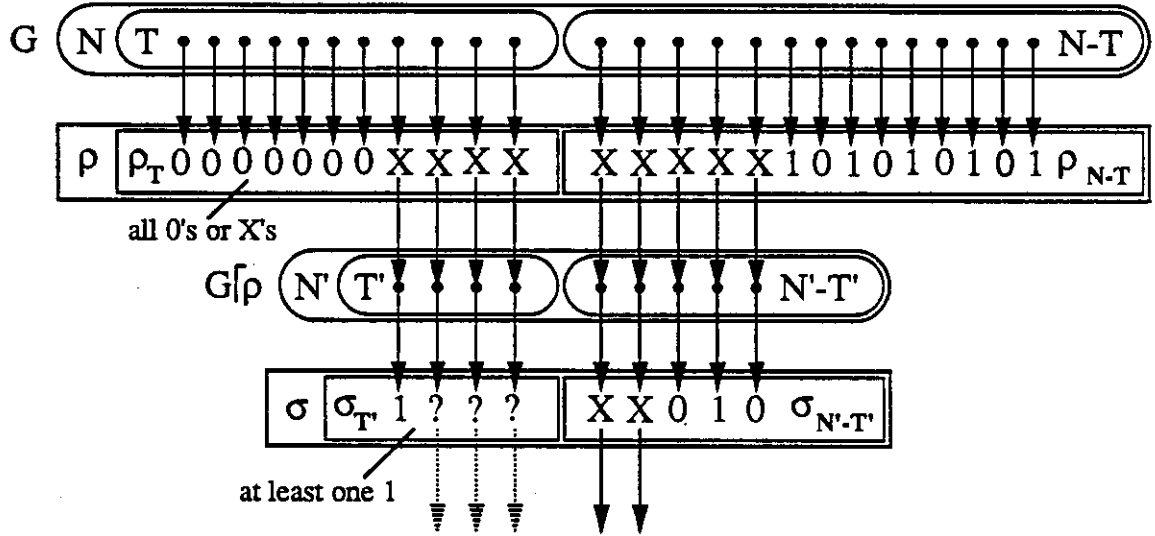 G N T N-T
ρ ρT 0 0 0 0 0 0 0 X X X X X X X X X 1 0 1 0 1 0 1 0 1 ρN-T
all 0's or X's
G⌈ρ N' T' N'-T'
σ σT' 1 ? ? ? X X 0 1 0 σN'-T'
at least one 1